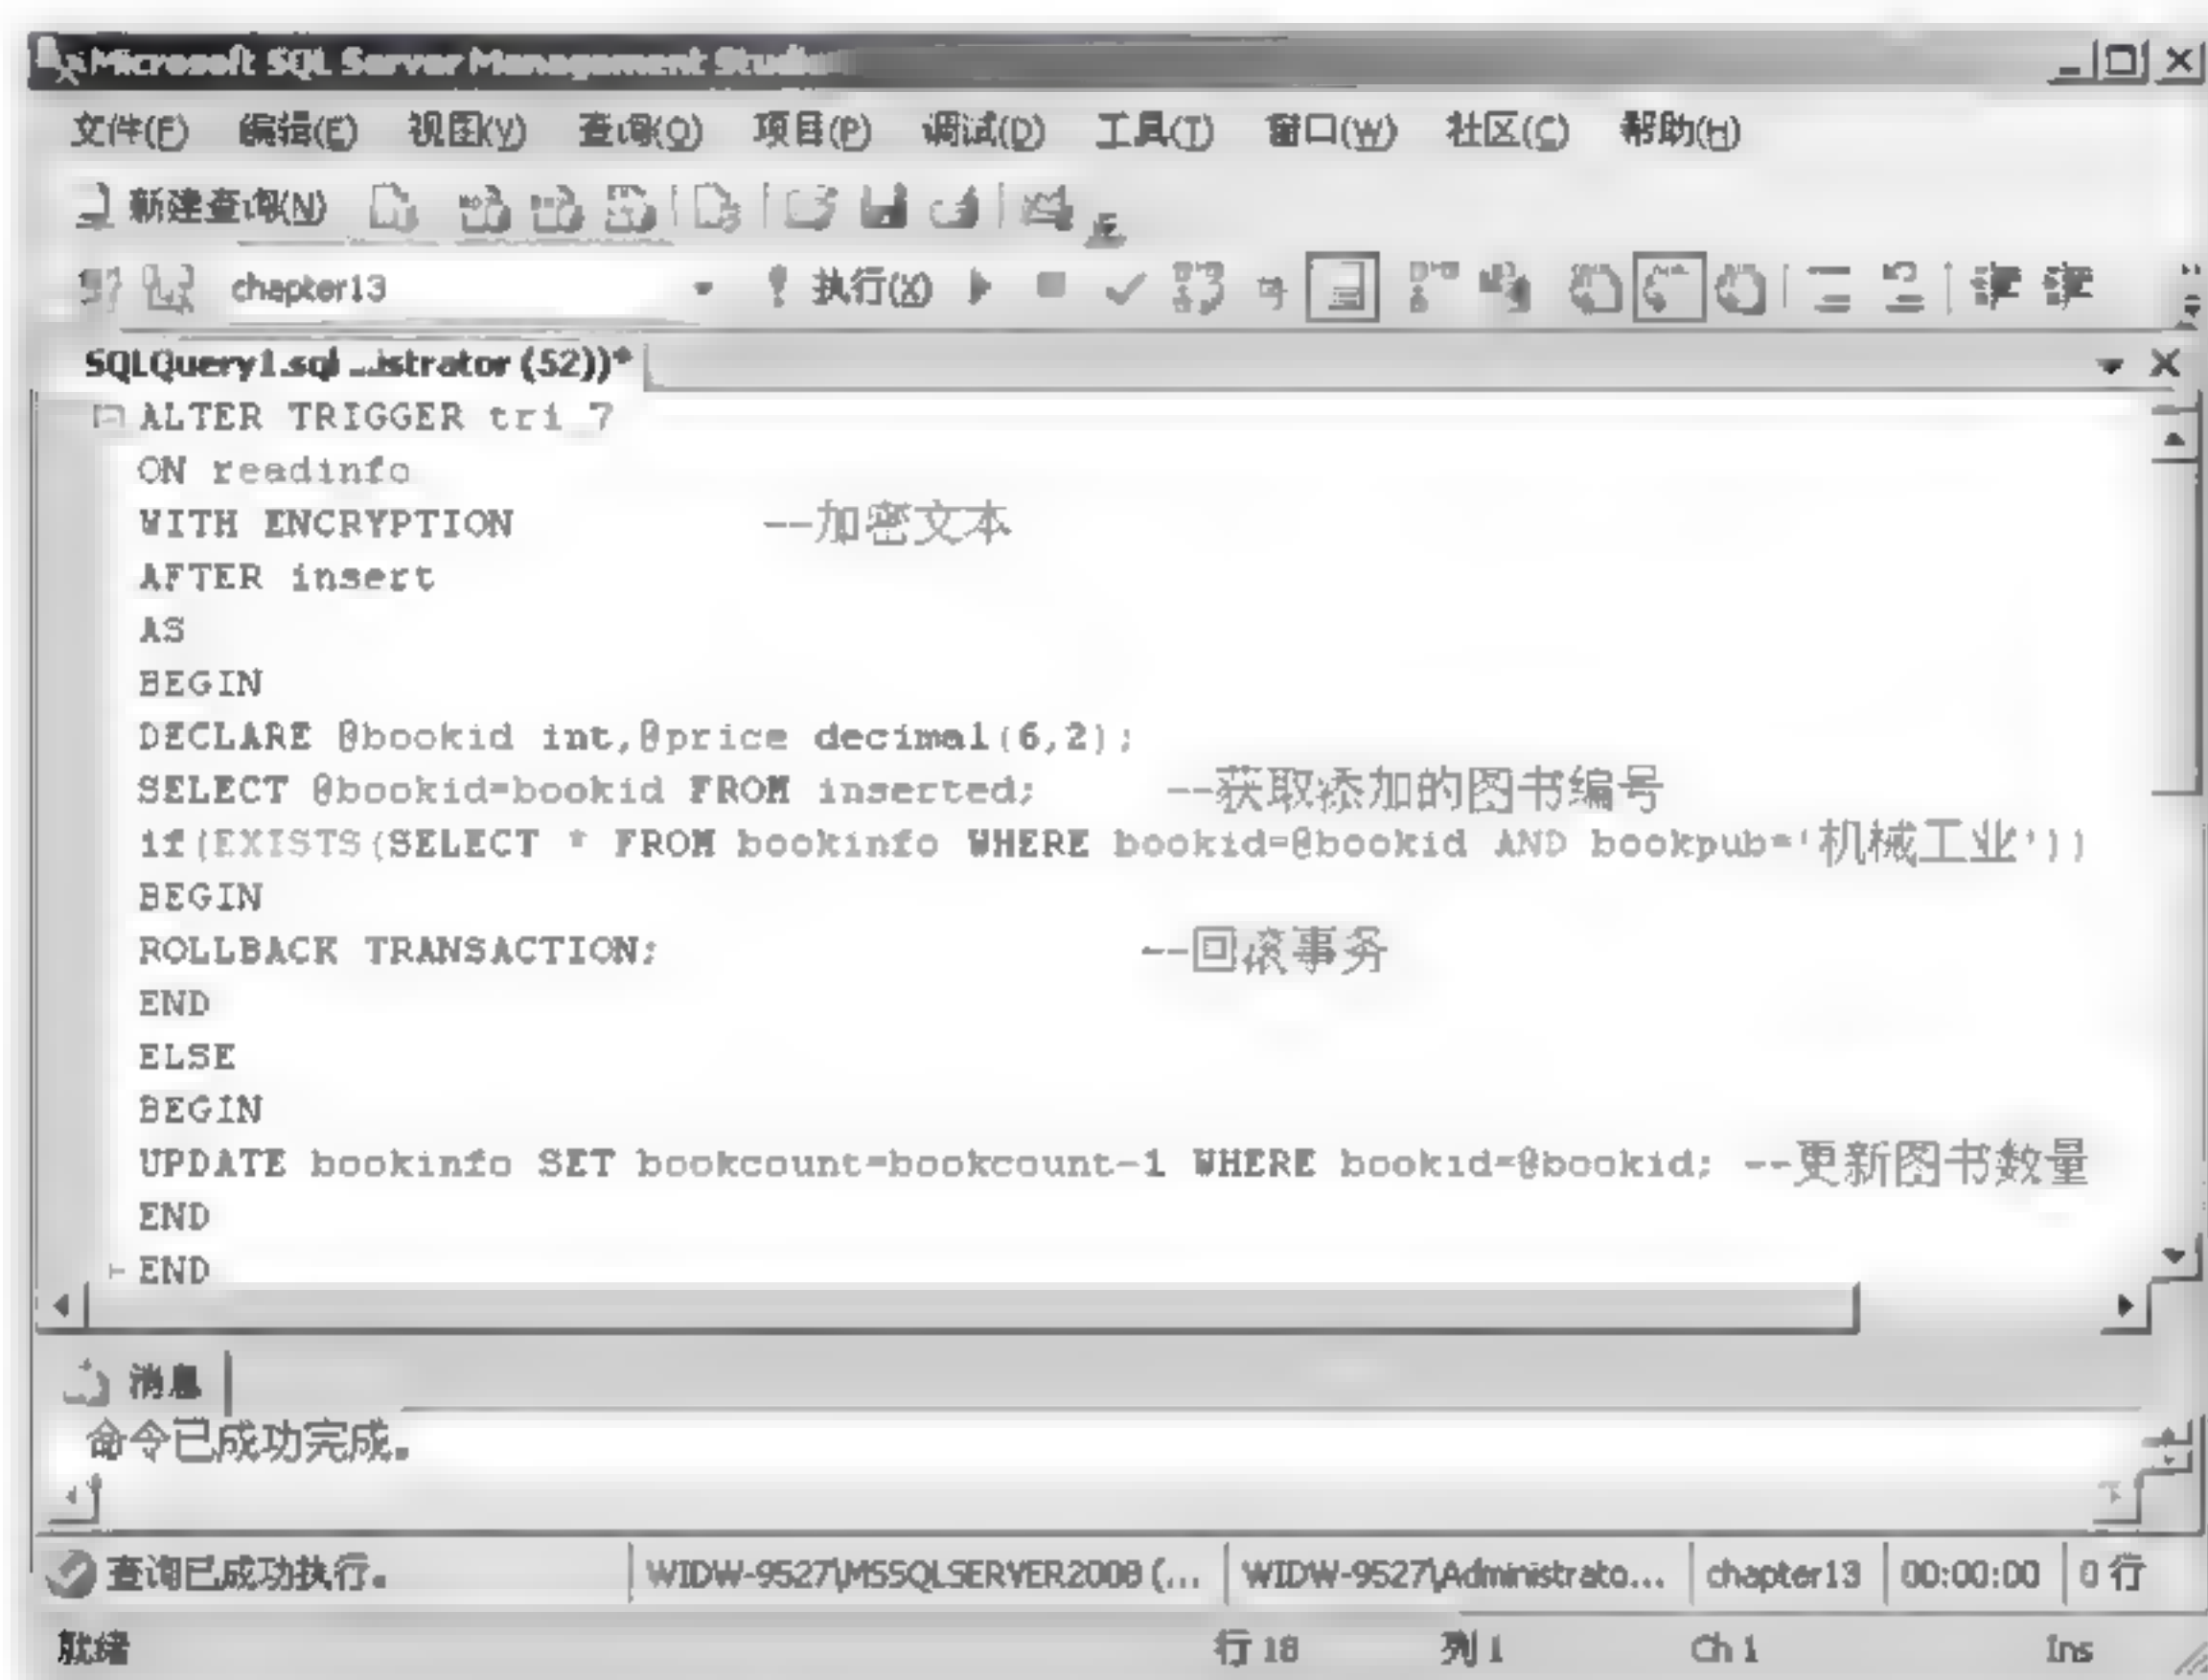 Microsoft SQL Server Management Studio
文件(F) 编辑(E) 视图(V) 查询(Q) 项目(P) 调试(D) 工具(T) 窗口(W) 社区(C) 帮助(H)
新建查询(N)
chapter13 执行(X)
SQLQuery1.sql ...istrator (52))*
ALTER TRIGGER tri_7
ON readinfo
WITH ENCRYPTION --加密文本
AFTER insert
AS
BEGIN
DECLARE @bookid int,@price decimal(6,2);
SELECT @bookid=bookid FROM inserted; --获取添加的图书编号
if(EXISTS(SELECT * FROM bookinfo WHERE bookid=@bookid AND bookpub='机械工业'))
BEGIN
ROLLBACK TRANSACTION; --回滚事务
END
ELSE
BEGIN
UPDATE bookinfo SET bookcount=bookcount-1 WHERE bookid=@bookid; --更新图书数量
END
END
消息
命令已成功完成。
查询已成功执行。 WIDW-9527\MSSQLSERVER2008 (... WIDW-9527\Administrato... chapter13 00:00:00 0 行
就绪 行 18 列 1 Ch 1 Ins